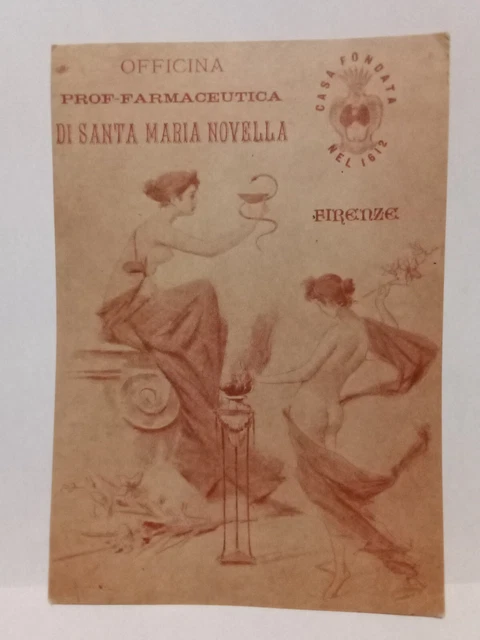 OFFICINA
PROF-FARMACEUTICA
DI SANTA MARIA NOVELLA
CASA FONDATA
NEL 1612
FIRENZE